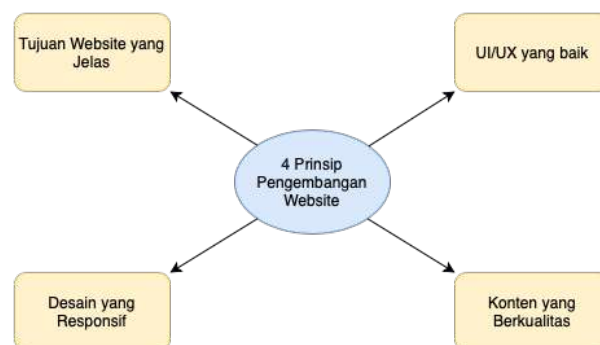 Tujuan Website yang
Jelas
UI/UX yang baik
4 Prinsip
Pengembangan
Website
Desain yang
Responsif
Konten yang
Berkualitas